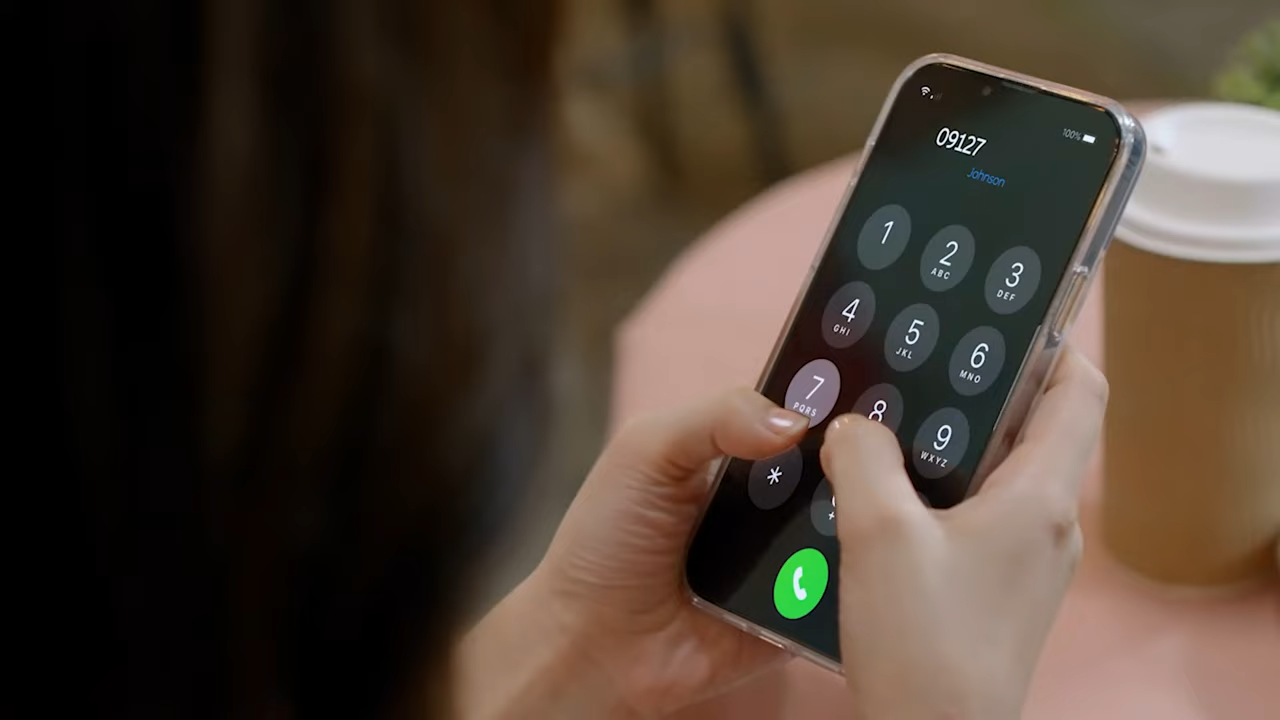 100%
09127
Johnson
1
2
ABC
3
DEF
4
GHI
5
JKL
6
MNO
7
PQRS
8
9
WXYZ
*
+